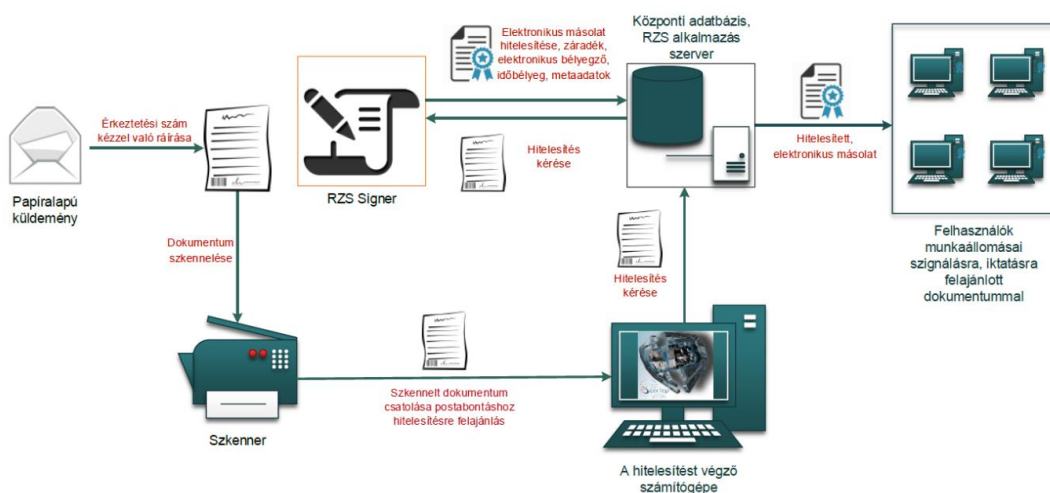 Központi adatbázis,
RZS alkalmazás
szerver
Elektronikus másolat
hitelesítése, záradék,
elektronikus bélyegző,
időbélyeg, metaadatok
Érkeztetési szám
kézzel való ráírása
Hitelesítés
kérése
Hitelesített,
elektronikus másolat
Papíralapú
küldemény
RZS Signer
Felhasználók
munkaállomásai
szignálásra, iktatásra
felajánlott
dokumentummal
Dokumentum
szkennelése
Hitelesítés
kérése
Szkennelt dokumentum
csatolása postabontáshoz
hitelesítésre felajánlás
Szkenner
A hitelesítést végző
számítógépe